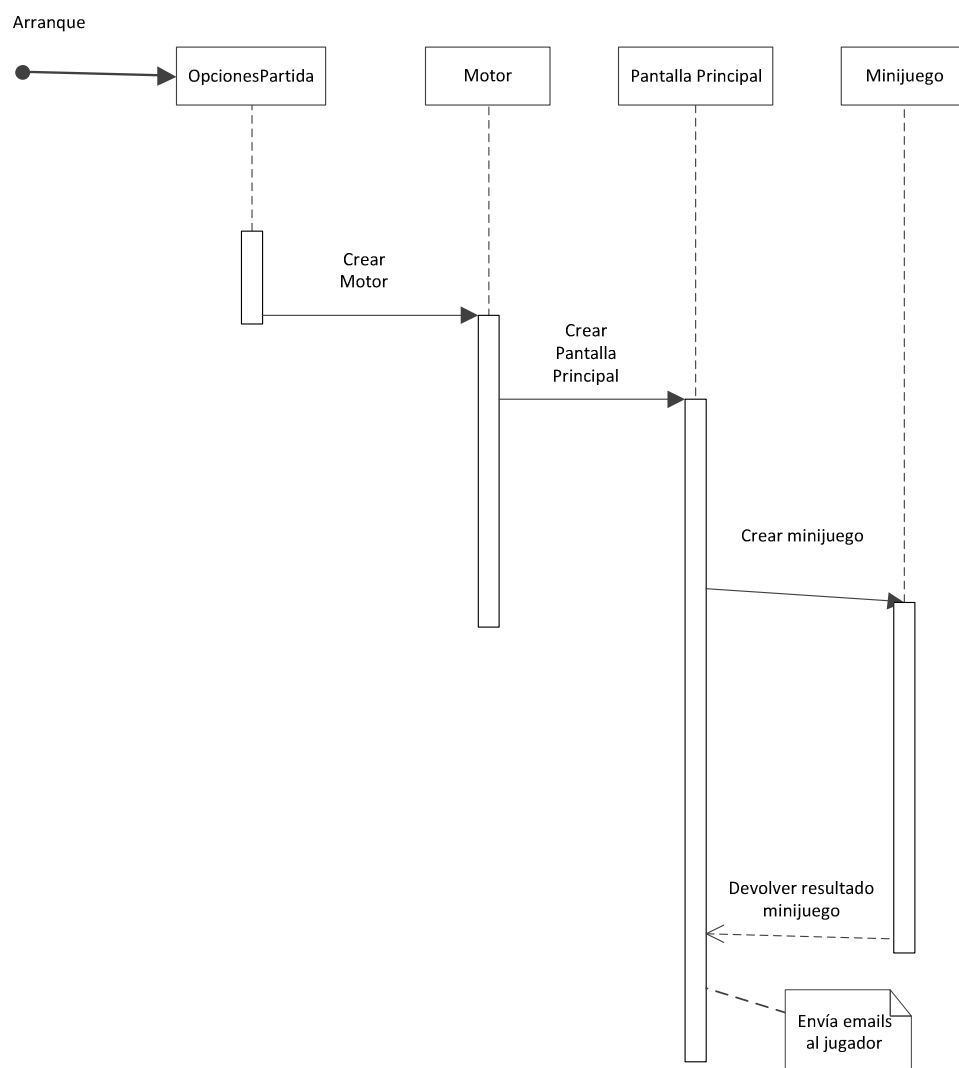 Arranque
OpcionesPartida
Motor
Pantalla Principal
Minijuego
Crear
Motor
Crear
Pantalla
Principal
Crear minijuego
Devolver resultado
minijuego
Envía emails
al jugador